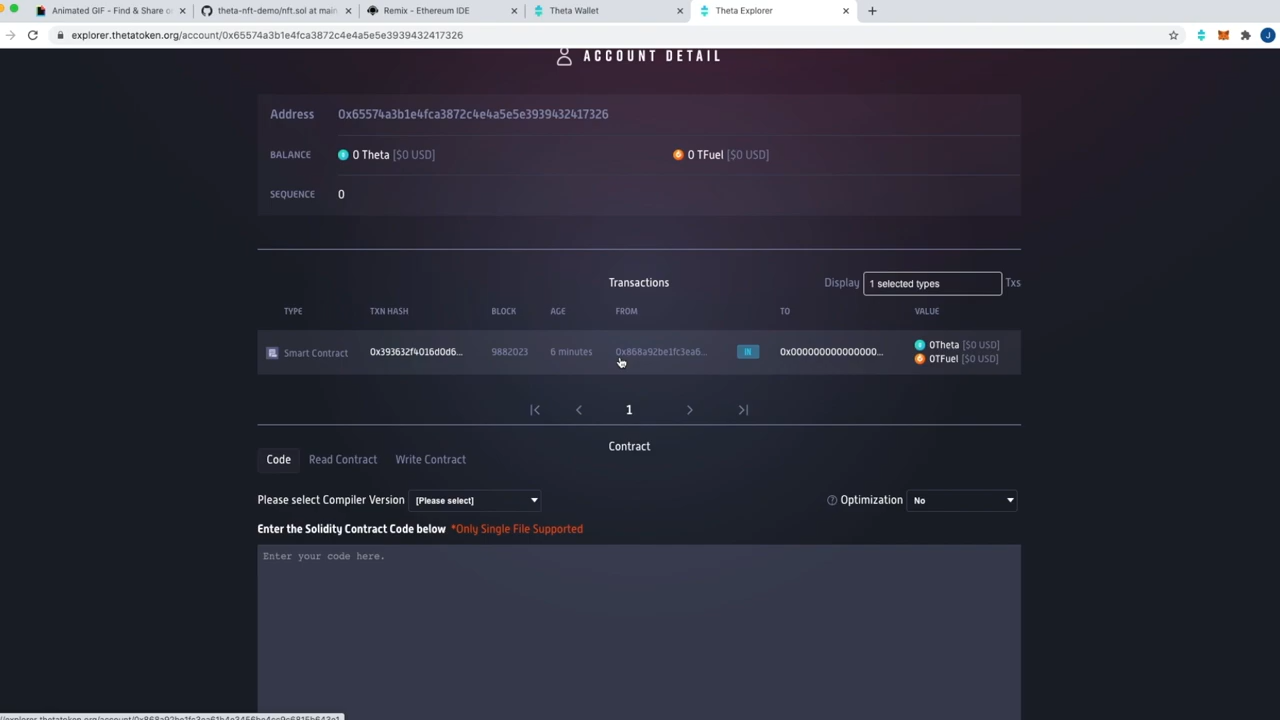 Animated GIF - Find & Share o
theta-nft-demo/nft.sol at main
Remix - Ethereum IDE
Theta Wallet
Theta Explorer
explorer.thetatoken.org/account/0x65574a3b1e4fca3872c4e4a5e5e3939432417326
J
ACCOUNT DETAIL
Address 0x65574a3b1e4fca3872c4e4a5e5e3939432417326
BALANCE 0 Theta [$0 USD] 0 TFuel [$0 USD]
SEQUENCE 0
Transactions Display 1 selected types Txs
TYPE TXN HASH BLOCK AGE FROM TO VALUE
Smart Contract 0x393632f4016d0d6... 9882023 6 minutes 0x868a92be1fc3ea6... IN 0x000000000000000... 0Theta [$0 USD]
0TFuel [$0 USD]
1
Contract
Code Read Contract Write Contract
Please select Compiler Version [Please select] Optimization No
Enter the Solidity Contract Code below *Only Single File Supported
Enter your code here.